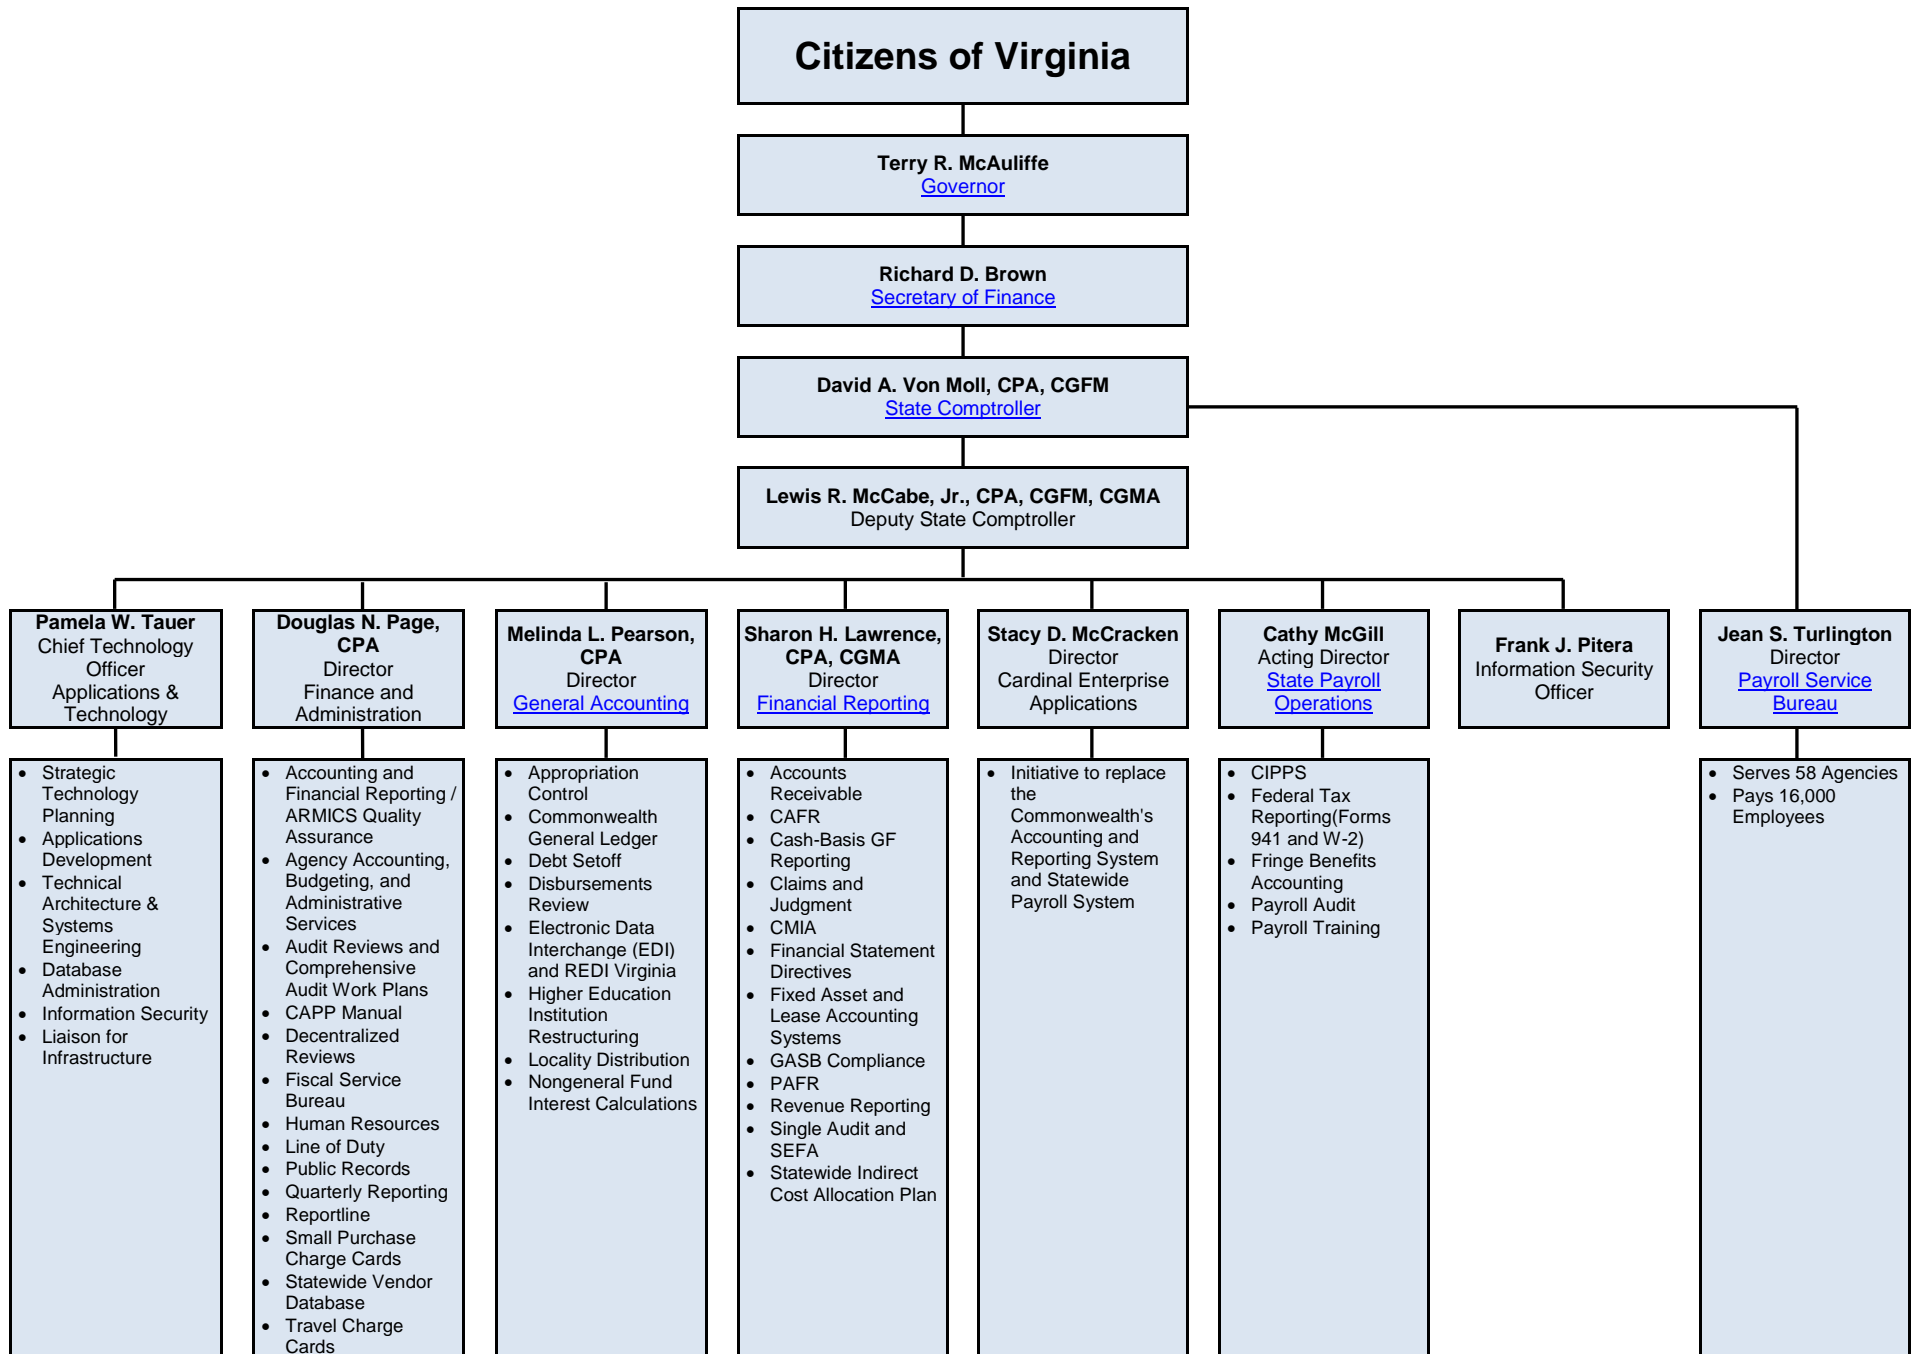 Citizens of Virginia
Terry R. McAuliffe
Governor
Richard D. Brown
Secretary of Finance
David A. Von Moll, CPA, CGFM
State Comptroller
Lewis R. McCabe, Jr., CPA, CGFM, CGMA
Deputy State Comptroller
Pamela W. Tauer
Chief Technology
Officer
Applications &
Technology
Douglas N. Page,
CPA
Director
Finance and
Administration
Melinda L. Pearson,
CPA
Director
General Accounting
Sharon H. Lawrence,
CPA, CGMA
Director
Financial Reporting
Stacy D. McCracken
Director
Cardinal Enterprise
Applications
Cathy McGill
Acting Director
State Payroll
Operations
Frank J. Pitera
Information Security
Officer
Jean S. Turlington
Director
Payroll Service
Bureau
• Strategic
Technology
Planning
• Applications
Development
• Technical
Architecture &
Systems
Engineering
• Database
Administration
• Information Security
• Liaison for
Infrastructure
• Accounting and
Financial Reporting /
ARMICS Quality
Assurance
• Agency Accounting,
Budgeting, and
Administrative
Services
• Audit Reviews and
Comprehensive
Audit Work Plans
• CAPP Manual
• Decentralized
Reviews
• Fiscal Service
Bureau
• Human Resources
• Line of Duty
• Public Records
• Quarterly Reporting
• Reportline
• Small Purchase
Charge Cards
• Statewide Vendor
Database
• Travel Charge
Cards
• Appropriation
Control
• Commonwealth
General Ledger
• Debt Setoff
• Disbursements
Review
• Electronic Data
Interchange (EDI)
and REDI Virginia
• Higher Education
Institution
Restructuring
• Locality Distribution
• Nongeneral Fund
Interest Calculations
• Accounts
Receivable
• CAFR
• Cash-Basis GF
Reporting
• Claims and
Judgment
• CMIA
• Financial Statement
Directives
• Fixed Asset and
Lease Accounting
Systems
• GASB Compliance
• PAFR
• Revenue Reporting
• Single Audit and
SEFA
• Statewide Indirect
Cost Allocation Plan
• Initiative to replace
the
Commonwealth's
Accounting and
Reporting System
and Statewide
Payroll System
• CIPPS
• Federal Tax
Reporting(Forms
941 and W-2)
• Fringe Benefits
Accounting
• Payroll Audit
• Payroll Training
• Serves 58 Agencies
• Pays 16,000
Employees